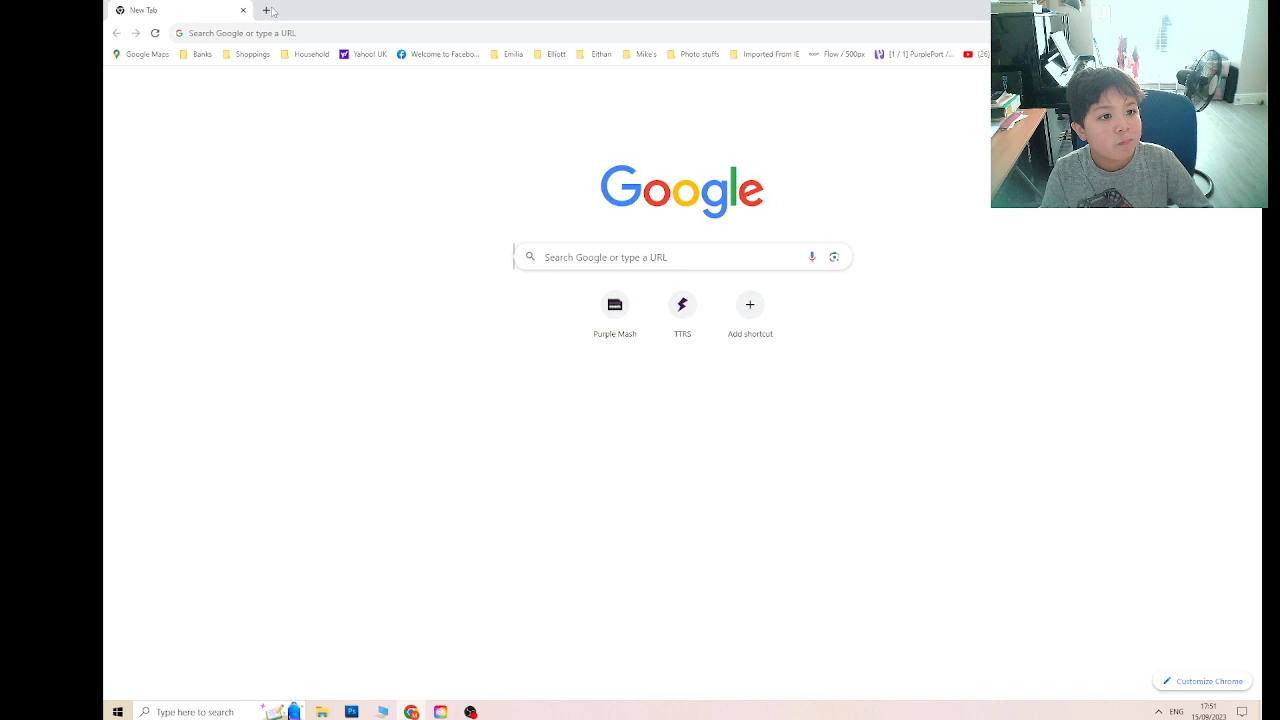 New Tab
Search Google or type a URL
Google Maps Banks Shoppings Household Yahoo! UK Welcome to Facebo... Emilia Elliott Eithan Mike's Photo stuffs Imported From IE Flow / 500px [1 / 1] PurplePort /... (26)
Google
Search Google or type a URL
Purple Mash TTRS Add shortcut
Customize Chrome
Type here to search
Ps
ENG
17:51
15/09/2023